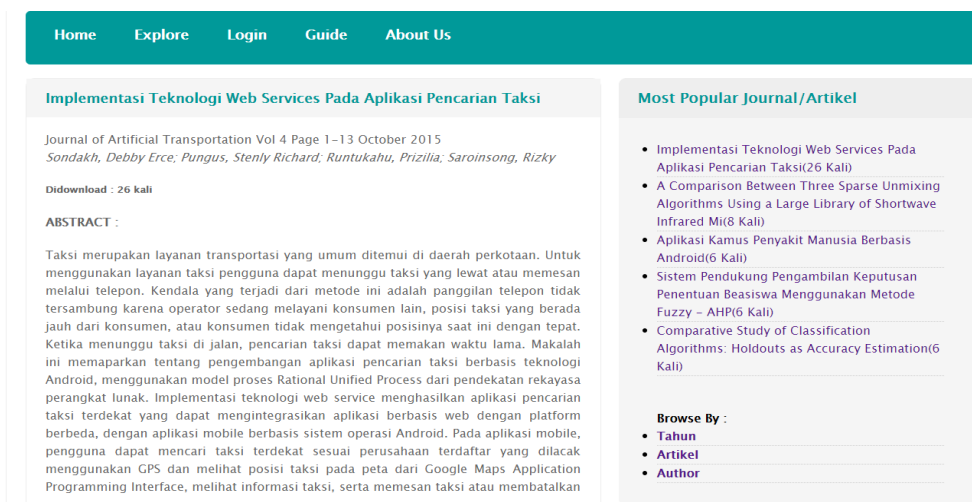 Home Explore Login Guide About Us
Implementasi Teknologi Web Services Pada Aplikasi Pencarian Taksi
Journal of Artificial Transportation Vol 4 Page 1-13 October 2015
Sondakh, Debby Erce; Pungus, Stenly Richard; Runtukahu, Prizilia; Saroinsong, Rizky
Didownload : 26 kali
ABSTRACT :
Taksi merupakan layanan transportasi yang umum ditemui di daerah perkotaan. Untuk
menggunakan layanan taksi pengguna dapat menunggu taksi yang lewat atau memesan
melalui telepon. Kendala yang terjadi dari metode ini adalah panggilan telepon tidak
tersambung karena operator sedang melayani konsumen lain, posisi taksi yang berada
jauh dari konsumen, atau konsumen tidak mengetahui posisinya saat ini dengan tepat.
Ketika menunggu taksi di jalan, pencarian taksi dapat memakan waktu lama. Makalah
ini memaparkan tentang pengembangan aplikasi pencarian taksi berbasis teknologi
Android, menggunakan model proses Rational Unified Process dari pendekatan rekayasa
perangkat lunak. Implementasi teknologi web service menghasilkan aplikasi pencarian
taksi terdekat yang dapat mengintegrasikan aplikasi berbasis web dengan platform
berbeda, dengan aplikasi mobile berbasis sistem operasi Android. Pada aplikasi mobile,
pengguna dapat mencari taksi terdekat sesuai perusahaan terdaftar yang dilacak
menggunakan GPS dan melihat posisi taksi pada peta dari Google Maps Application
Programming Interface, melihat informasi taksi, serta memesan taksi atau membatalkan
Most Popular Journal/Artikel
• Implementasi Teknologi Web Services Pada
Aplikasi Pencarian Taksi(26 Kali)
• A Comparison Between Three Sparse Unmixing
Algorithms Using a Large Library of Shortwave
Infrared Mi(8 Kali)
• Aplikasi Kamus Penyakit Manusia Berbasis
Android(6 Kali)
• Sistem Pendukung Pengambilan Keputusan
Penentuan Beasiswa Menggunakan Metode
Fuzzy – AHP(6 Kali)
• Comparative Study of Classification
Algorithms: Holdouts as Accuracy Estimation(6
Kali)
Browse By :
• Tahun
• Artikel
• Author